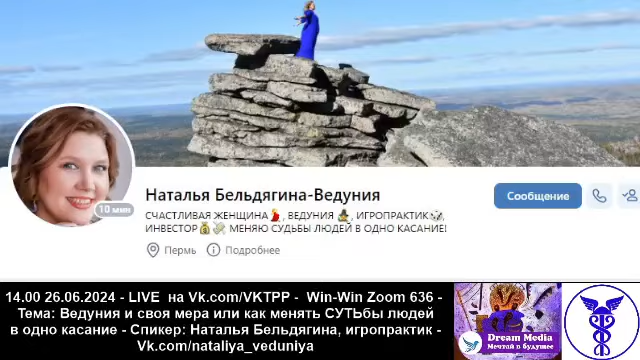 10 мин
Наталья Бельдягина-Ведуния
Сообщение
СЧАСТЛИВАЯ ЖЕНЩИНА💃, ВЕДУНИЯ 🧙, ИГРОПРАКТИК🎲,
ИНВЕСТОР💰💸 МЕНЯЮ СУДЬБЫ ЛЮДЕЙ В ОДНО КАСАНИЕ!
Пермь
Подробнее
14.00 26.06.2024 - LIVE на Vk.com/VKTPP - Win-Win Zoom 636 -
Тема: Ведуния и своя мера или как менять СУТЬбы людей
в одно касание - Спикер: Наталья Бельдягина, игропрактик -
Vk.com/nataliya_veduniya
Dream Media
Мечтай в будущее